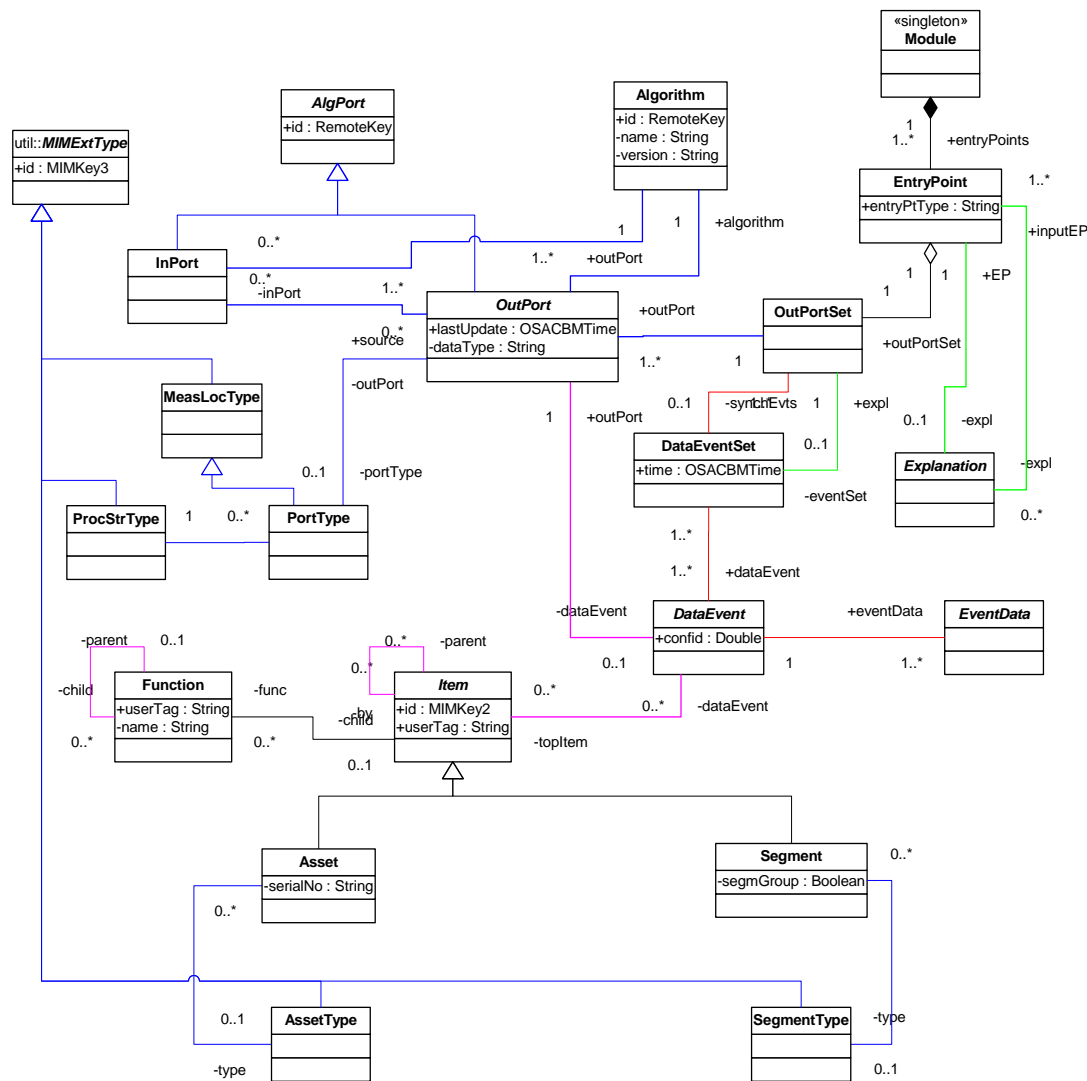 «singleton»
Module
1
1..*
+entryPoints
AlgPort
+id : RemoteKey
Algorithm
+id : RemoteKey
-name : String
-version : String
util::MIMExtType
+id : MIMKey3
EntryPoint
+entryPtType : String
1..*
+inputEP
+EP
1
1
1
+outPortSet
InPort
0..*
0..*
-inPort
1
1
+algorithm
1..*
+outPort
1..*
0..*
+source
-outPort
OutPort
+lastUpdate : OSACBMTime
-dataType : String
+outPort
1..*
1
OutPortSet
MeasLocType
1
+outPort
0..1
-synchEvts
1..*
1
+expl
0..1
-expl
DataEventSet
+time : OSACBMTime
0..1
-eventSet
Explanation
-expl
0..*
0..1
-portType
ProcStrType
1
0..*
PortType
1..*
1..*
+dataEvent
-dataEvent
0..1
DataEvent
+confid : Double
+eventData
1
1..*
EventData
-parent
0..1
-child
0..*
Function
+userTag : String
-name : String
-func
0..*
0..*
-parent
0..*
-by
-child
0..1
Item
+id : MIMKey2
+userTag : String
0..*
-topItem
0..*
-dataEvent
Asset
-serialNo : String
0..*
Segment
-segmGroup : Boolean
0..*
0..1
-type
AssetType
SegmentType
-type
0..1